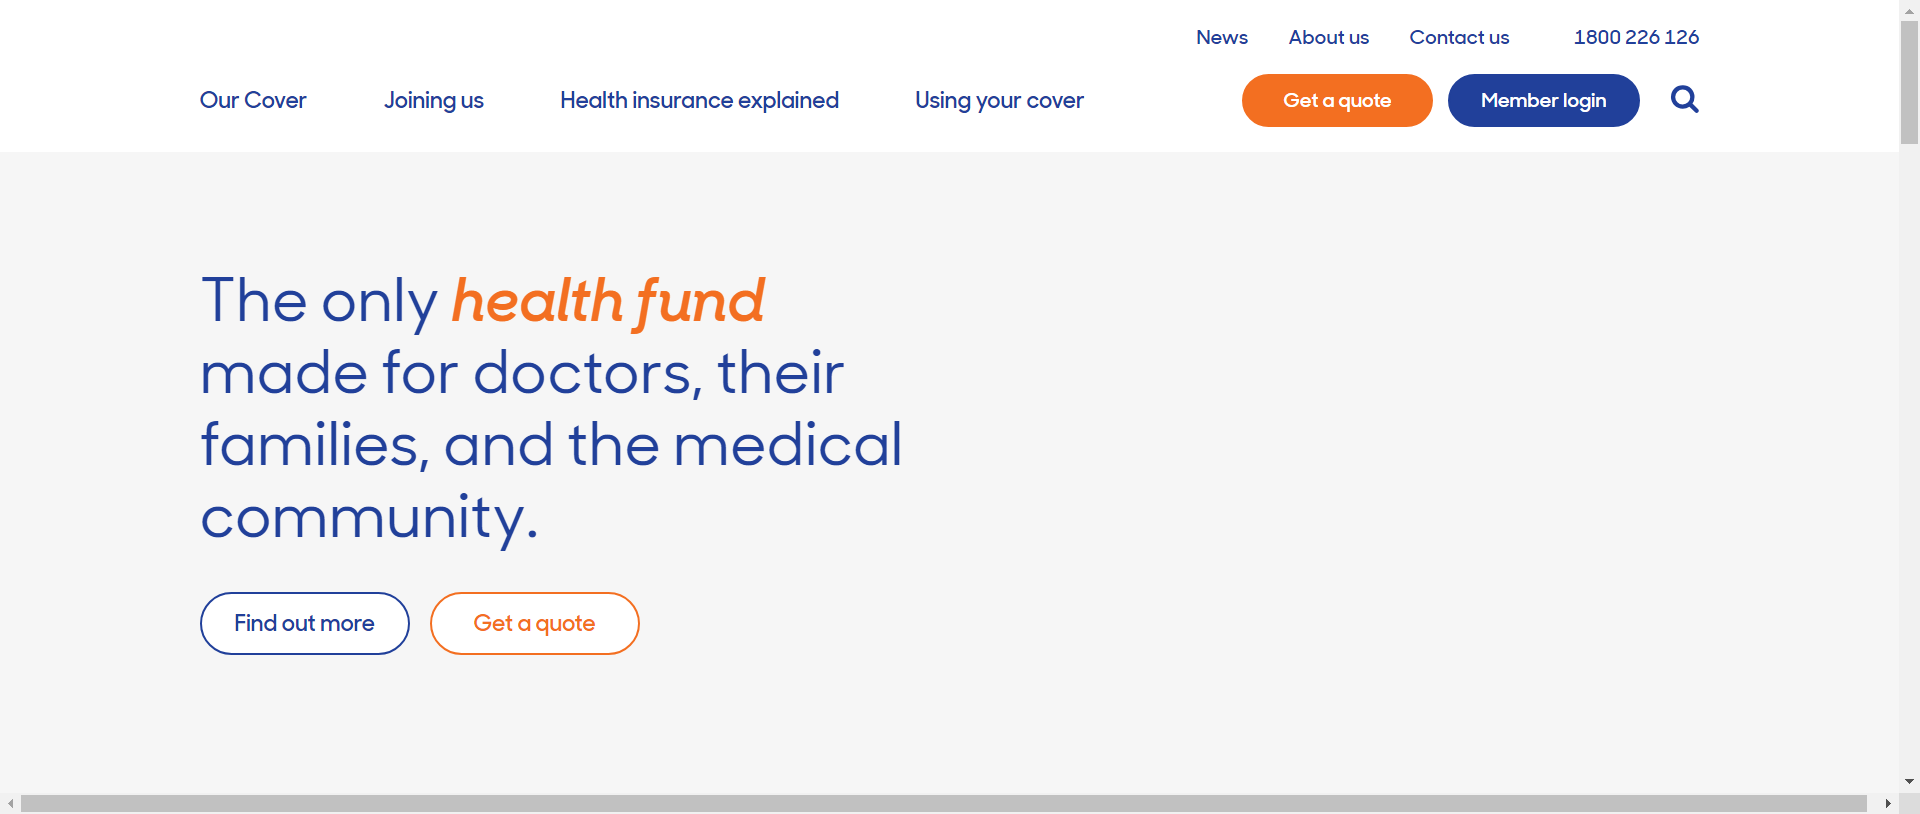 News About us Contact us 1800 226 126
Our Cover Joining us Health insurance explained Using your cover Get a quote Member login
The only health fund
made for doctors, their
families, and the medical
community.
Find out more Get a quote